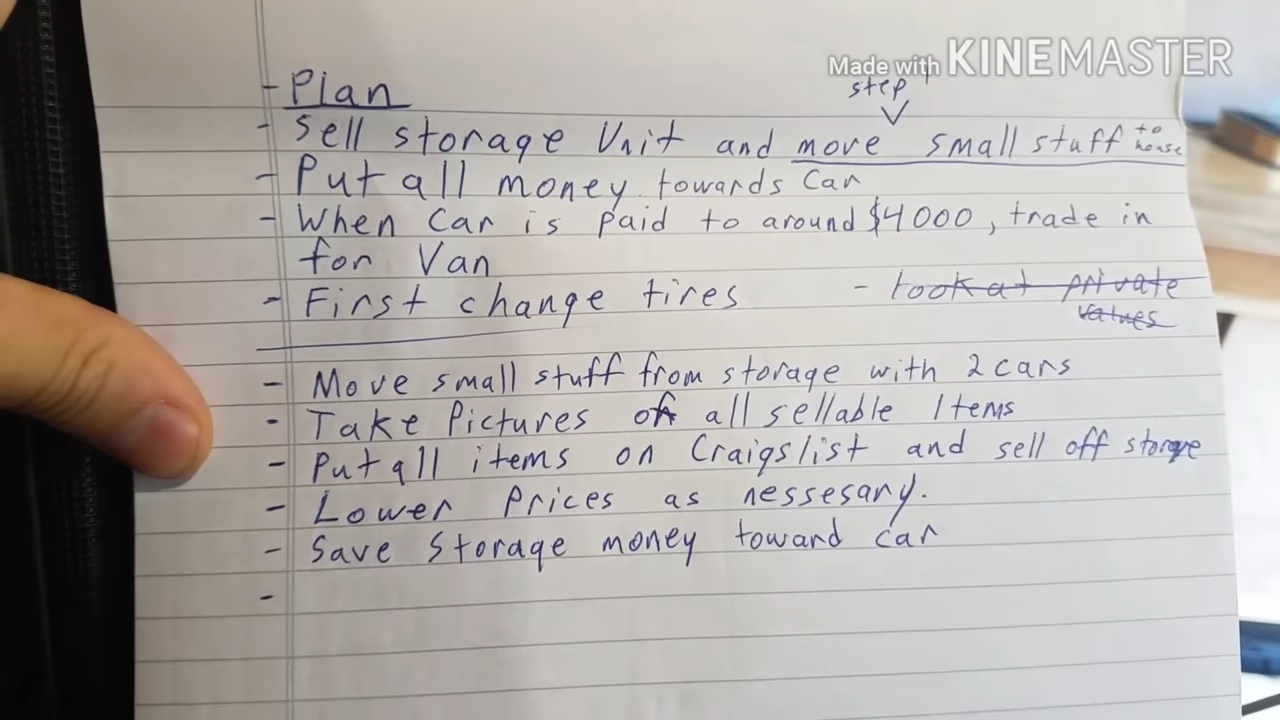 Made with KINEMASTER
- Plan
step 1
- Sell storage Unit and move small stuff to house
- Put all money towards Car
- When Car is paid to around $4000, trade in
for Van
- First change tires - look at private
values
- Move small stuff from storage with 2 cars
- Take Pictures of all sellable Items
- Put all items on Craigslist and sell off storage
- Lower Prices as nessesary.
- Save Storage money toward car
-